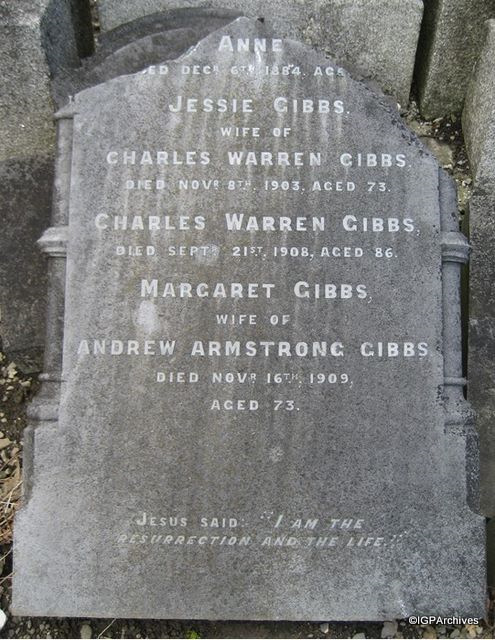 ANNE
DIED DECR. 6TH 1884, AGE
JESSIE GIBBS,
WIFE OF
CHARLES WARREN GIBBS,
DIED NOVR. 8TH, 1903, AGED 73.
CHARLES WARREN GIBBS,
DIED SEPTR. 21ST, 1908, AGED 86.
MARGARET GIBBS,
WIFE OF
ANDREW ARMSTRONG GIBBS
DIED NOVR. 16TH, 1909,
AGED 73.
JESUS SAID: "I AM THE
RESURRECTION AND THE LIFE."
©IGPArchives